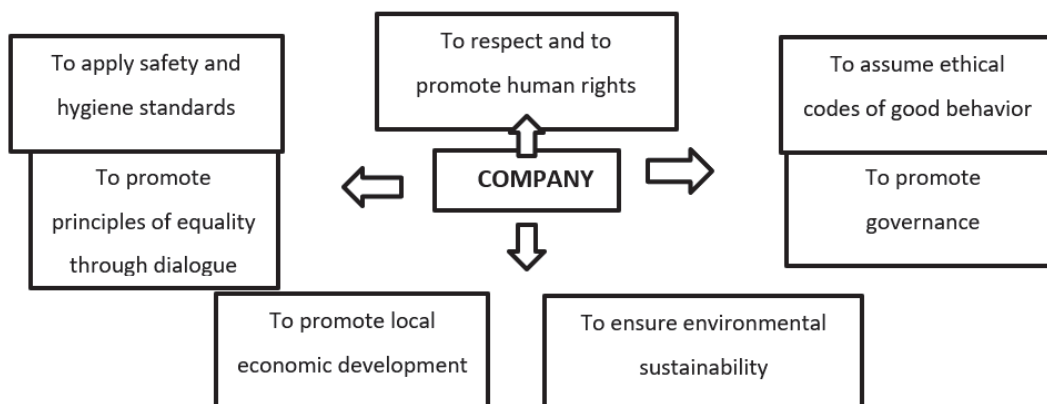 To respect and to
promote human rights
To apply safety and
hygiene standards
To assume ethical
codes of good behavior
COMPANY
To promote
principles of equality
through dialogue
To promote
governance
To promote local
economic development
To ensure environmental
sustainability